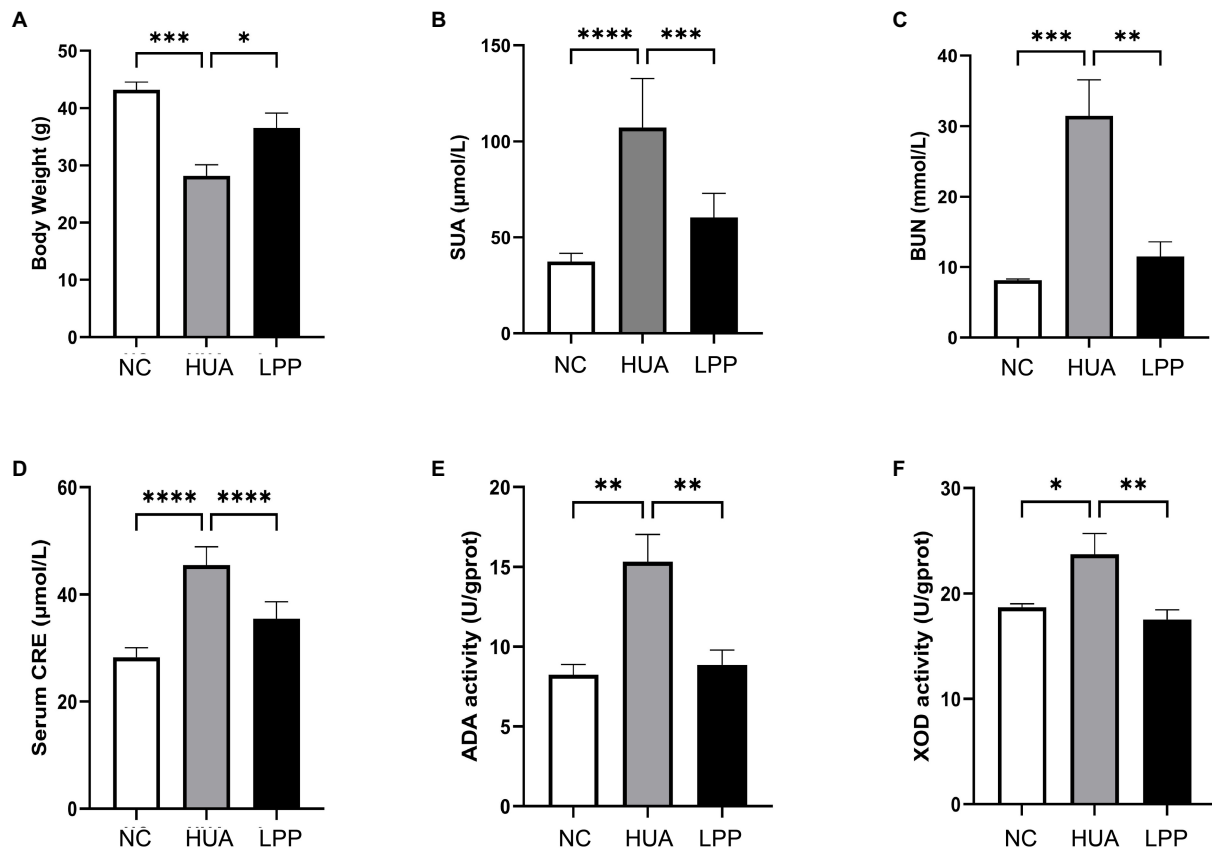 A
B
C
*** *
**** ***
*** **
Body Weight (g)
50
40
30
20
10
0
NC HUA LPP
SUA (μmol/L)
150
100
50
0
NC HUA LPP
BUN (mmol/L)
40
30
20
10
0
NC HUA LPP
D
E
F
**** ****
** **
* **
Serum CRE (μmol/L)
60
40
20
0
NC HUA LPP
ADA activity (U/gprot)
20
15
10
5
0
NC HUA LPP
XOD activity (U/gprot)
30
20
10
0
NC HUA LPP